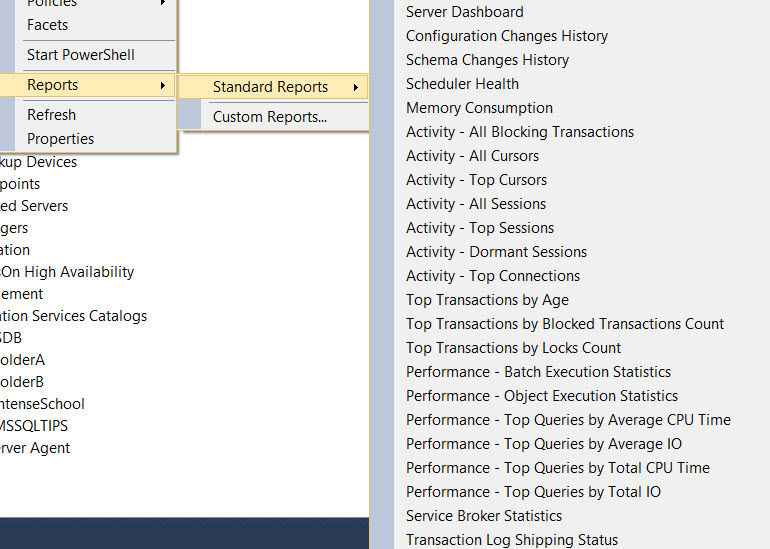 Policies
Facets
Start PowerShell
Reports
Refresh
Properties
Standard Reports
Custom Reports...
kup Devices
points
ed Servers
gers
ation
On High Availability
ement
ation Services Catalogs
SDB
olderA
olderB
ntenseSchool
MSSQLTIPS
rver Agent
Server Dashboard
Configuration Changes History
Schema Changes History
Scheduler Health
Memory Consumption
Activity - All Blocking Transactions
Activity - All Cursors
Activity - Top Cursors
Activity - All Sessions
Activity - Top Sessions
Activity - Dormant Sessions
Activity - Top Connections
Top Transactions by Age
Top Transactions by Blocked Transactions Count
Top Transactions by Locks Count
Performance - Batch Execution Statistics
Performance - Object Execution Statistics
Performance - Top Queries by Average CPU Time
Performance - Top Queries by Average IO
Performance - Top Queries by Total CPU Time
Performance - Top Queries by Total IO
Service Broker Statistics
Transaction Log Shipping Status